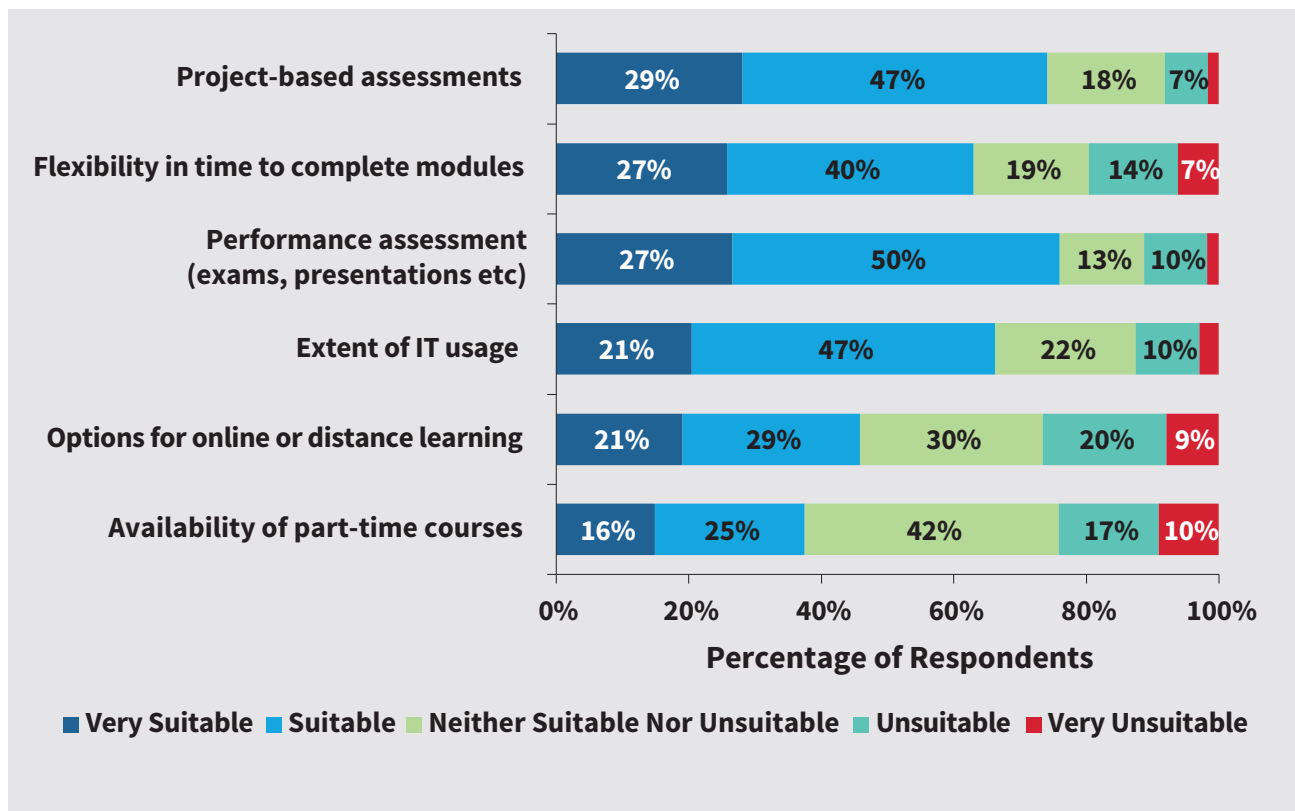 Project-based assessments
29% 47% 18% 7%
Flexibility in time to complete modules
27% 40% 19% 14% 7%
Performance assessment
(exams, presentations etc)
27% 50% 13% 10%
Extent of IT usage
21% 47% 22% 10%
Options for online or distance learning
21% 29% 30% 20% 9%
Availability of part-time courses
16% 25% 42% 17% 10%
0% 20% 40% 60% 80% 100%
Percentage of Respondents
Very Suitable Suitable Neither Suitable Nor Unsuitable Unsuitable Very Unsuitable